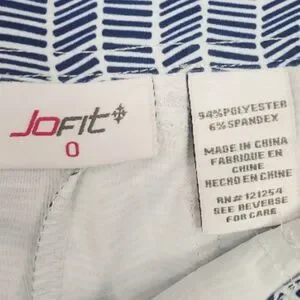 JOFIT
0
94% POLYESTER
6% SPANDEX
MADE IN CHINA
FABRIQUE EN
CHINE
HECHO EN CHINE
RN# 121254
SEE REVERSE
FOR CARE